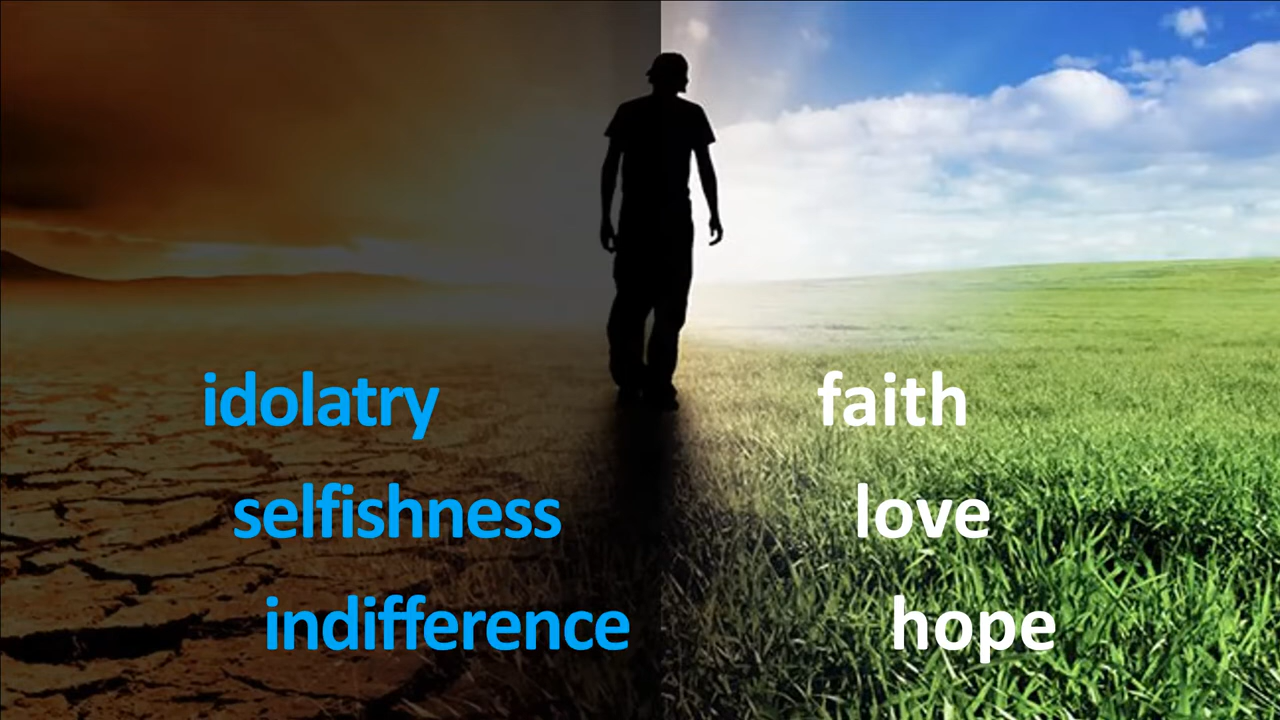 idolatry
faith
selfishness
love
indifference
hope